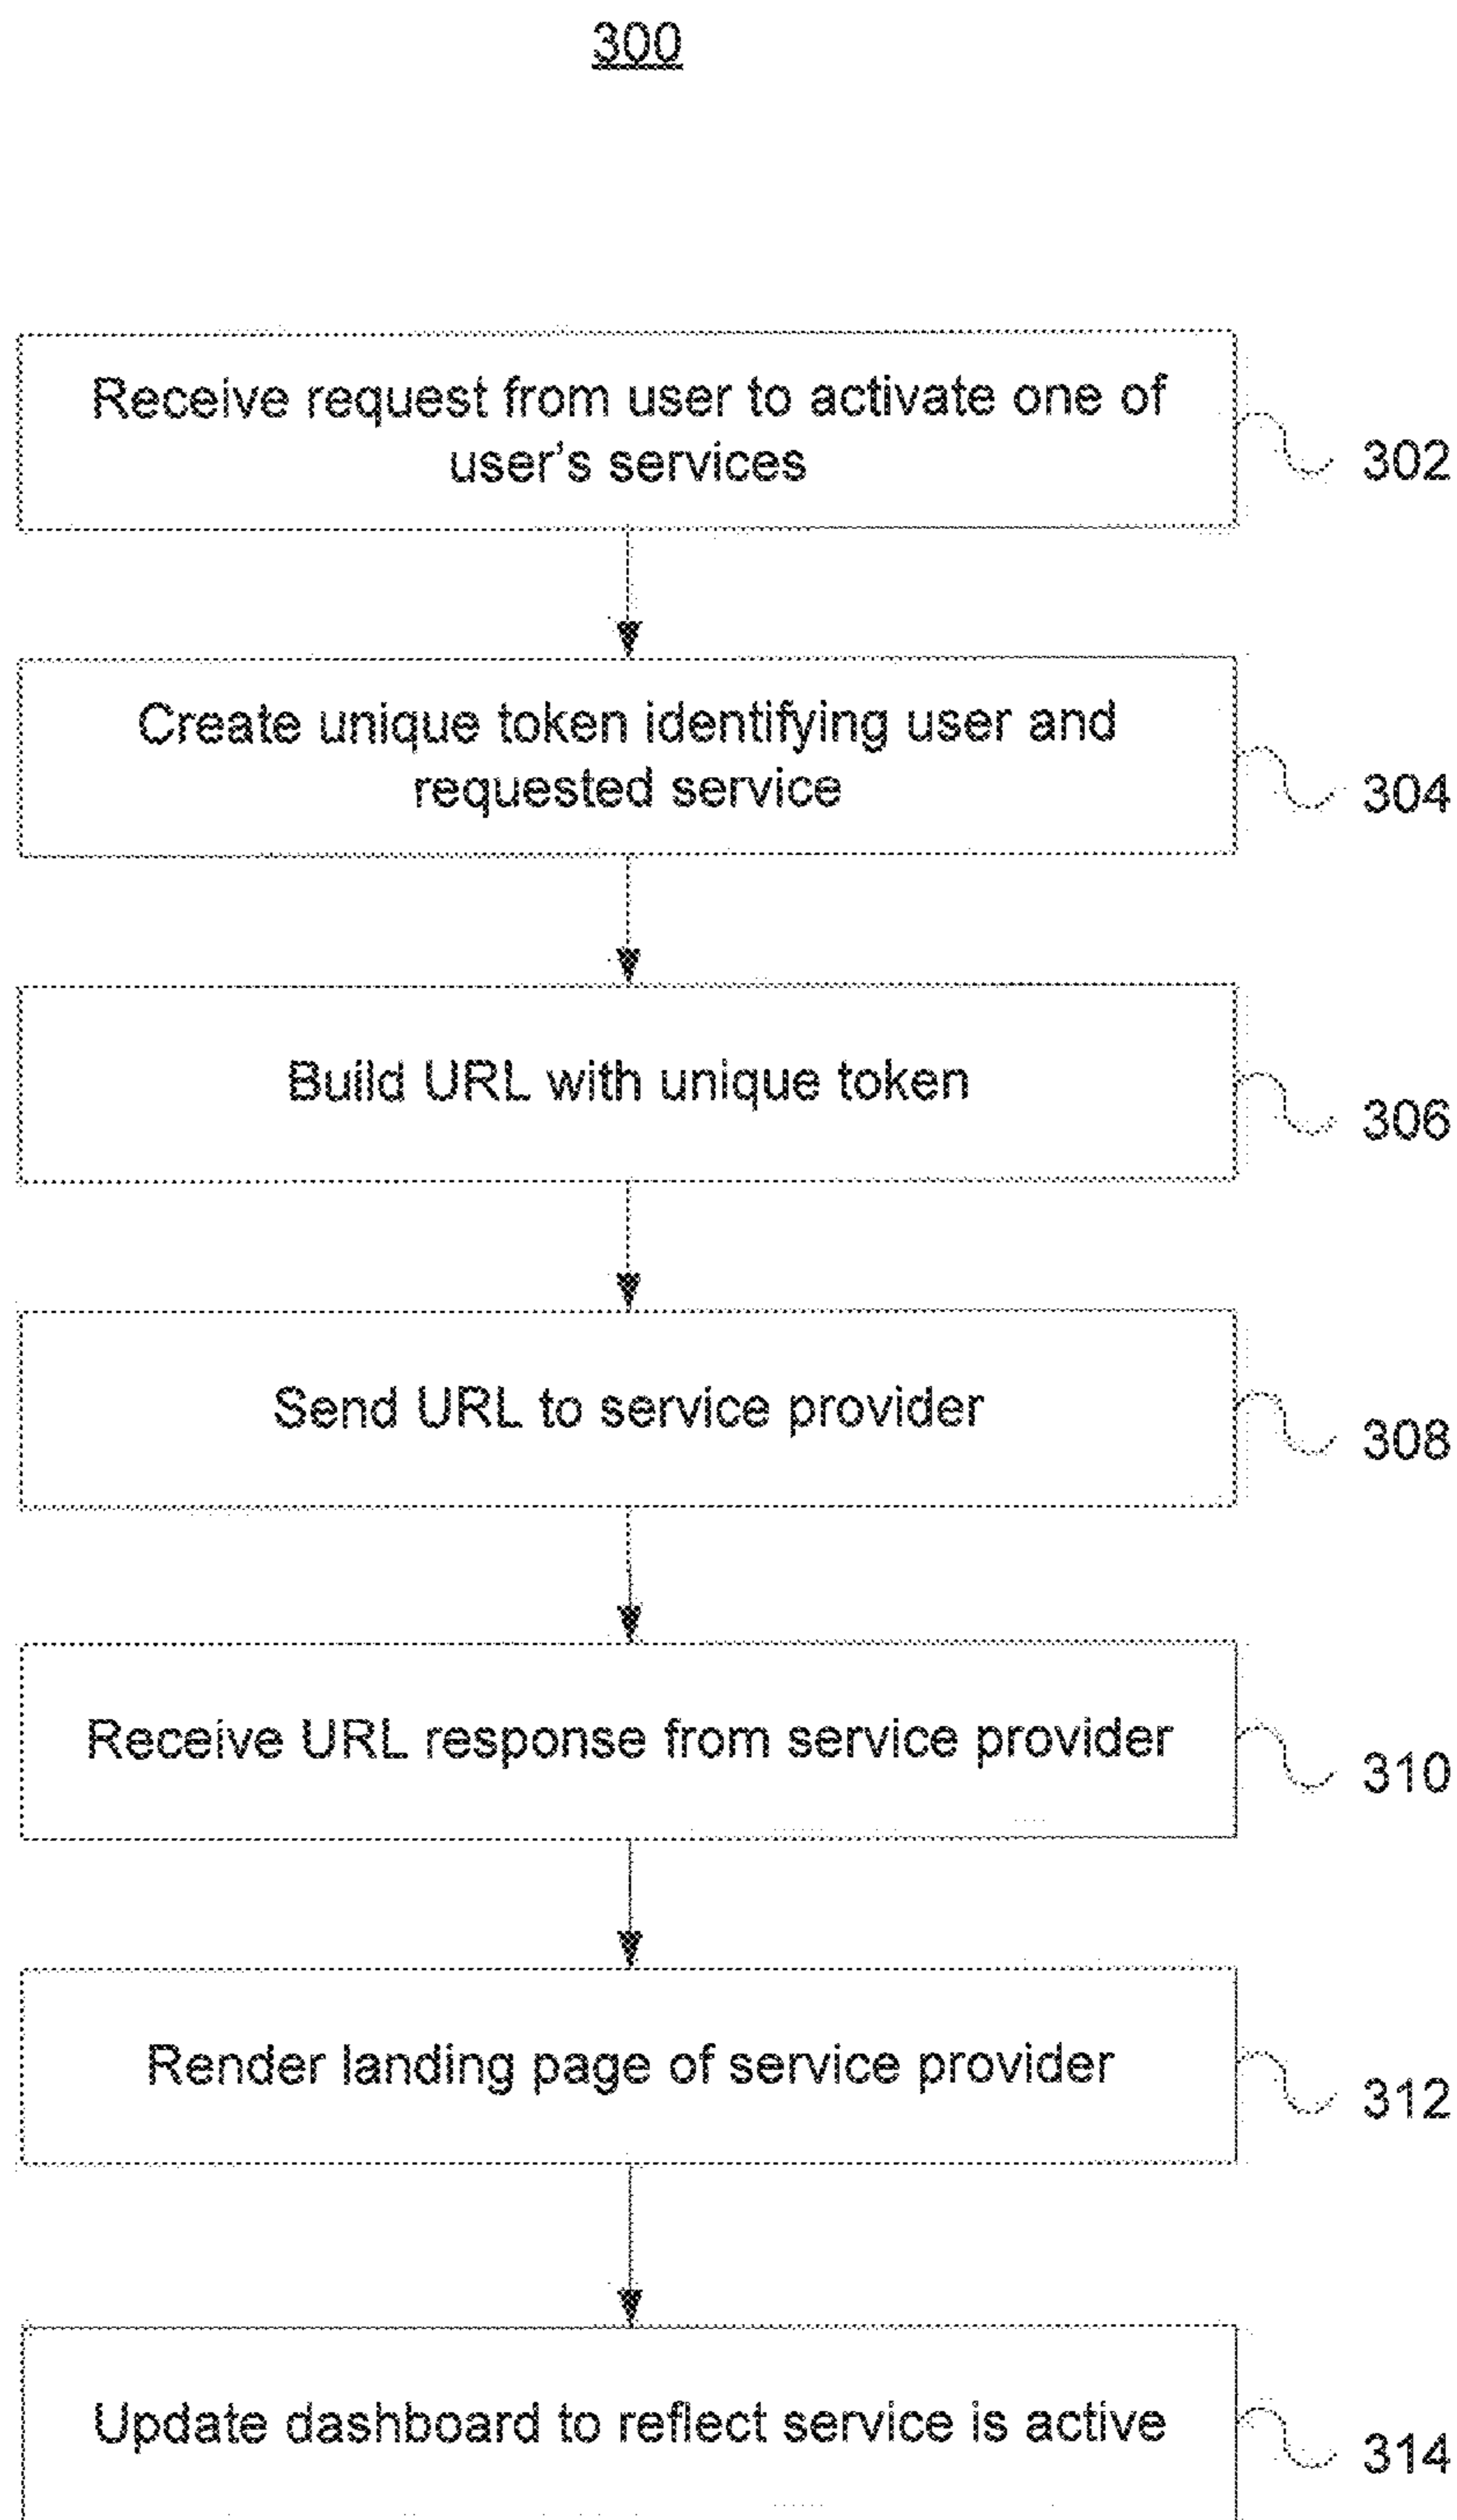 300
Receive request from user to activate one of
user's services
302
Create unique token identifying user and
requested service
304
Build URL with unique token
306
Send URL to service provider
308
Receive URL response from service provider
310
Render landing page of service provider
312
Update dashboard to reflect service is active
314